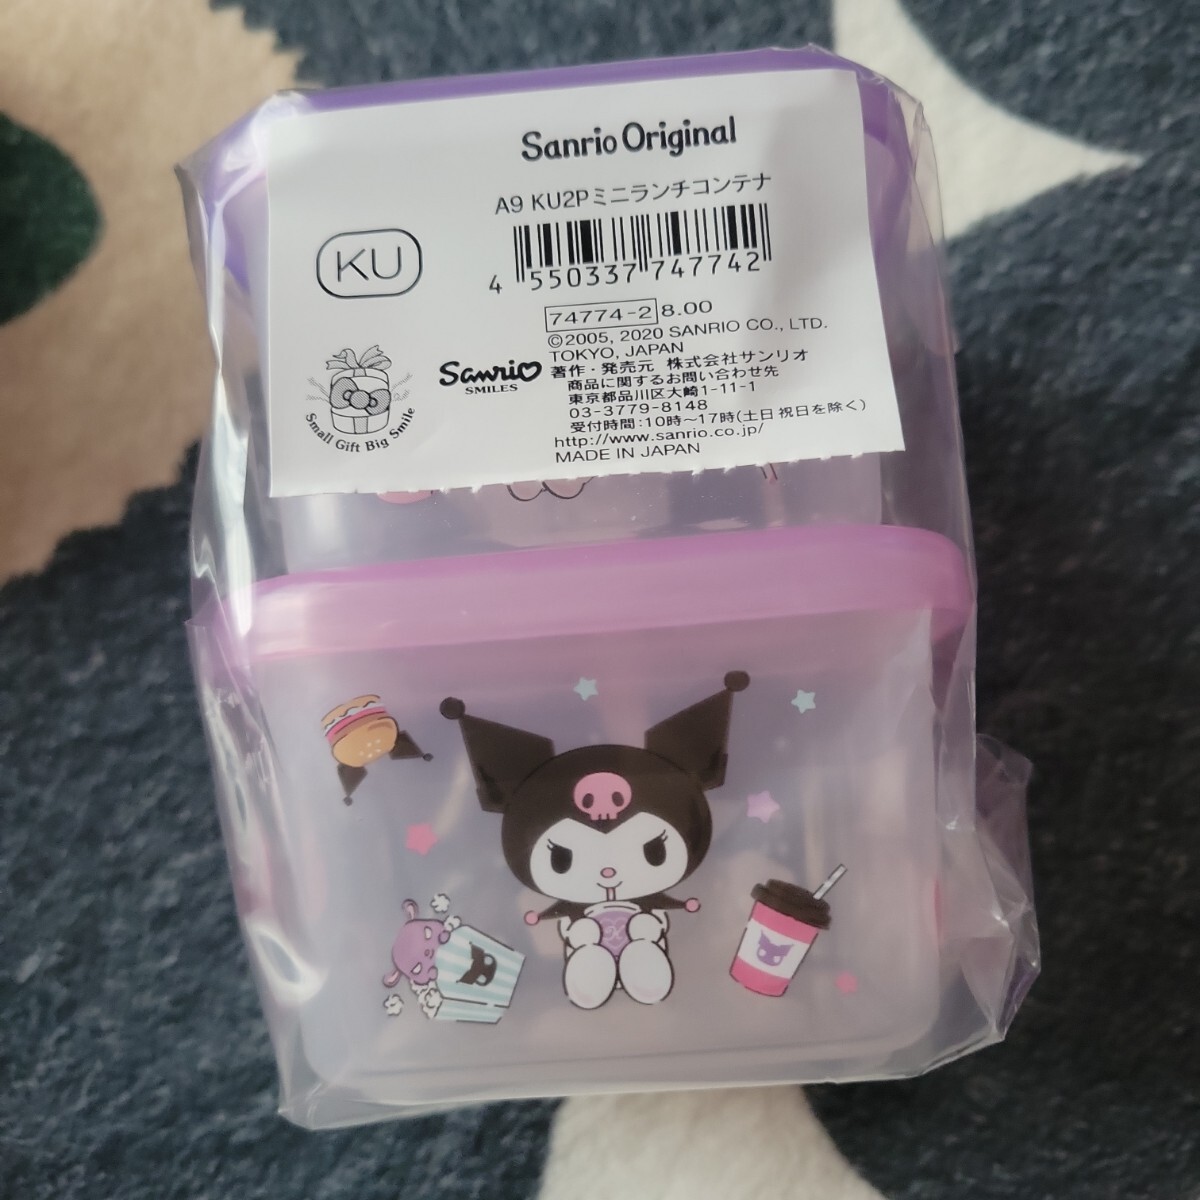 Sanrio Original
A9 KU2Pミニランチコンテナ
KU
4 550337 747742
74774-2 8.00
©2005, 2020 SANRIO CO., LTD.
TOKYO, JAPAN
著作・発売元 株式会社サンリオ
商品に関するお問い合わせ先
東京都品川区大崎1-11-1
03-3779-8148
受付時間:10時～17時(土日祝日を除く)
http://www.sanrio.co.jp/
MADE IN JAPAN
Sanrio
SMILES
Small Gift Big Smile